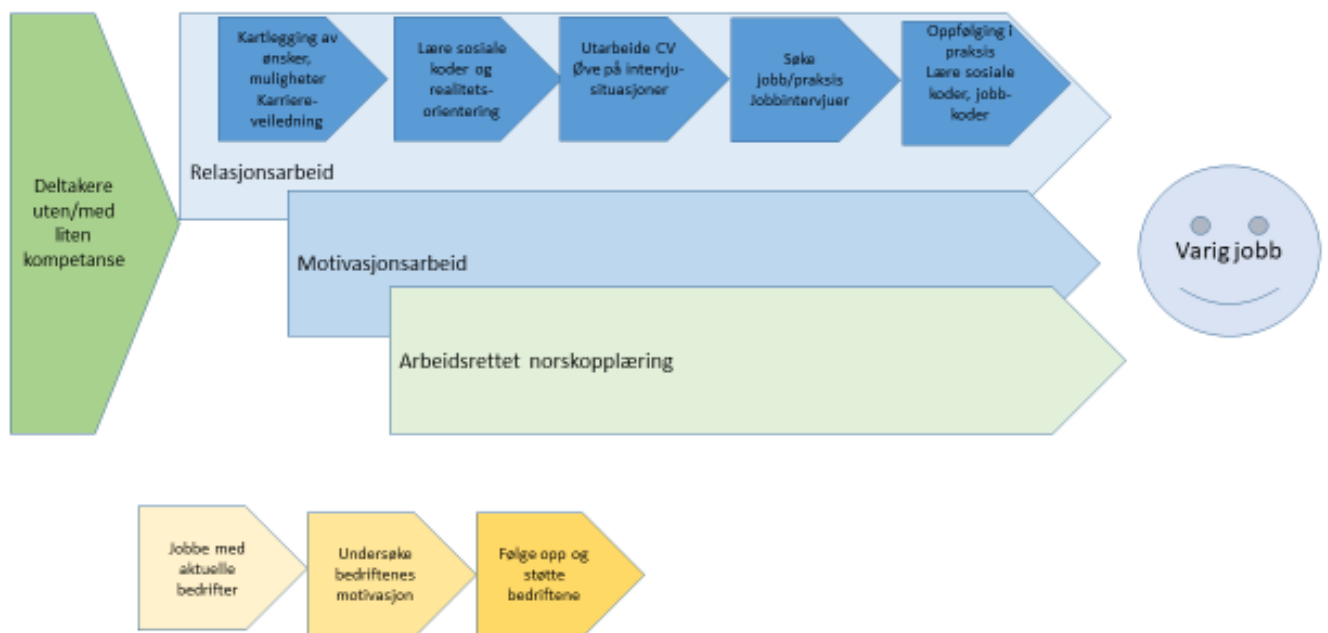 Deltakere
uten/med
liten
kompetanse
Kartlegging av
ønsker,
muligheter
Karriere-
veiledning
Lære sosiale
koder og
realitets-
orientering
Utarbeide CV
Øve på intervju-
situasjoner
Søke
jobb/praksis
Jobbintervjuer
Oppfølging i
praksis
Lære sosiale
koder, jobb-
koder
Relasjonsarbeid
Motivasjonsarbeid
Arbeidsrettet norskopplæring
Varig jobb
Jobbe med
aktuelle
bedrifter
Undersøke
bedriftenes
motivasjon
Følge opp og
støtte
bedriftene